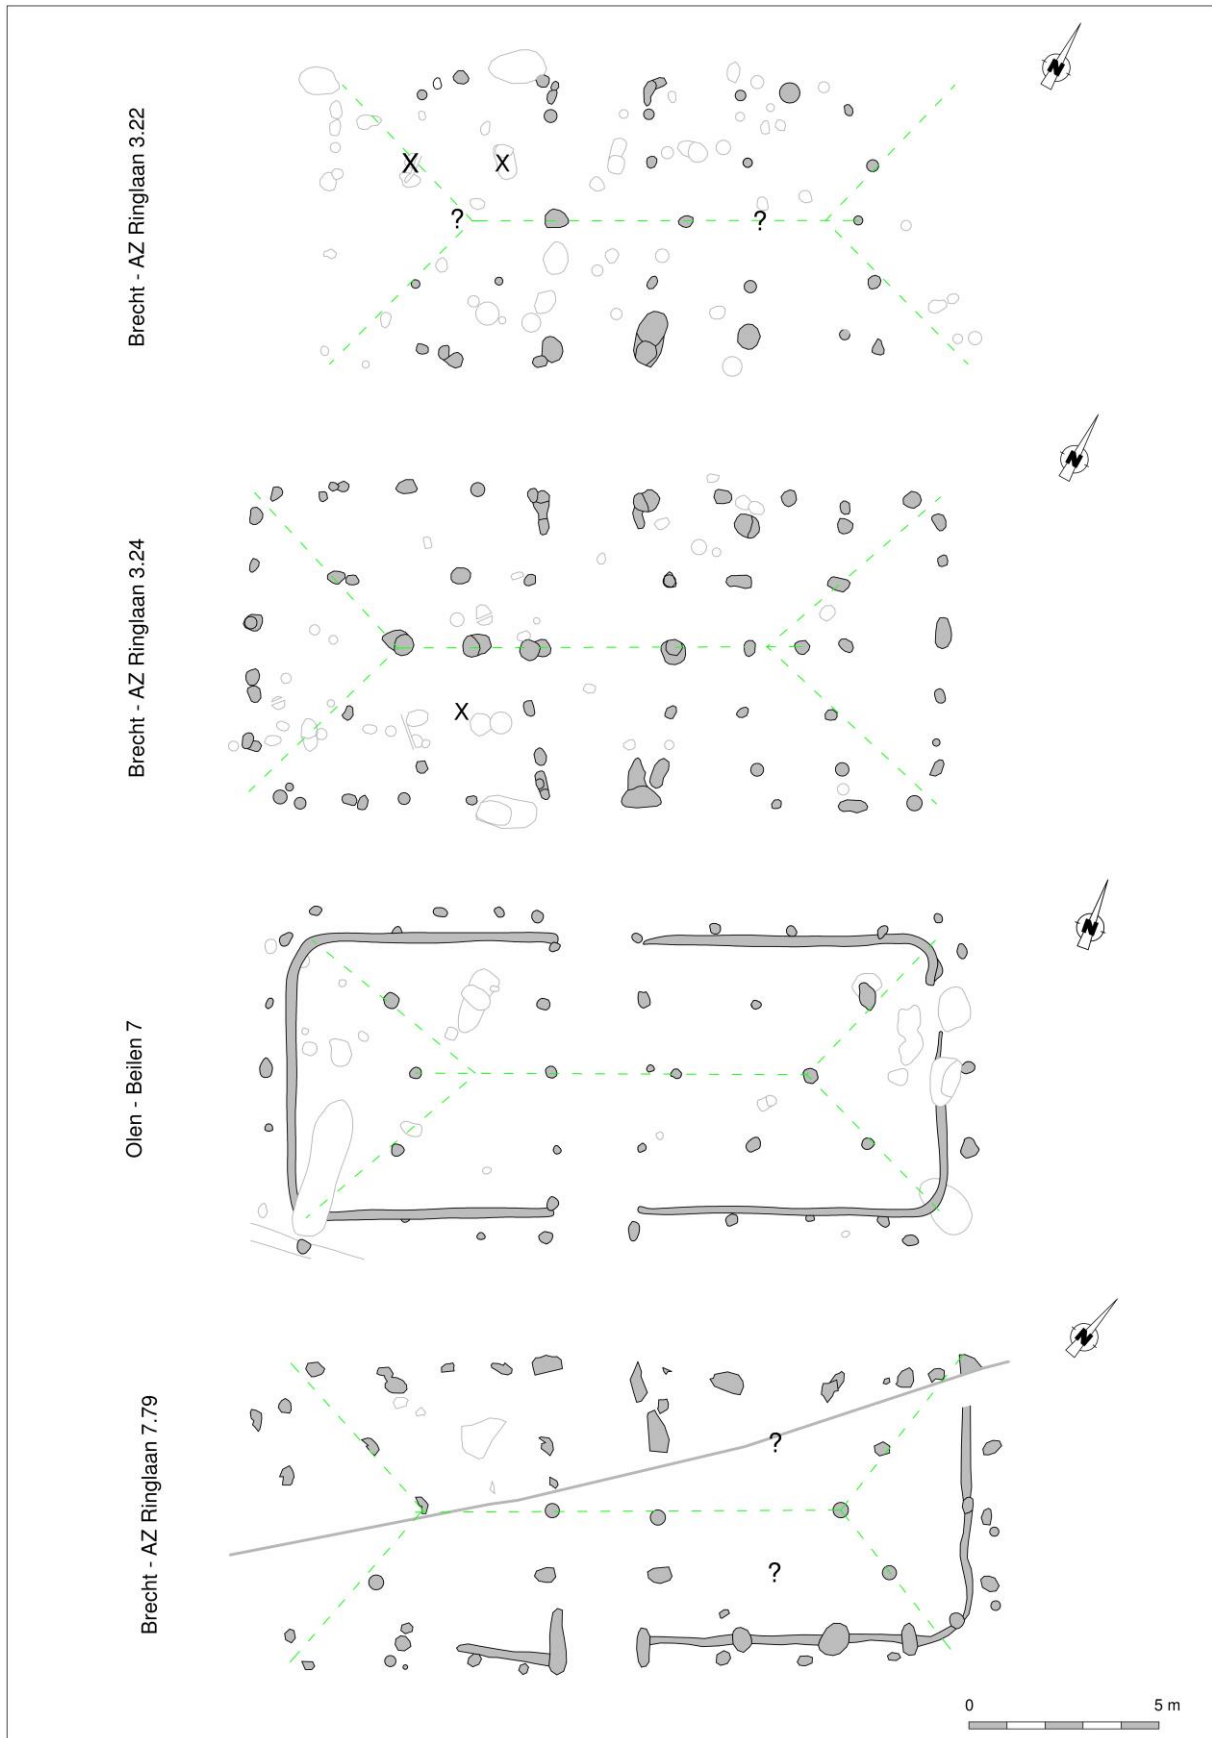 Brecht - AZ Ringlaan 3.22
N
X
X
?
?
Brecht - AZ Ringlaan 3.24
N
X
Olen - Beilen 7
N
Brecht - AZ Ringlaan 7.79
N
?
?
0 5 m